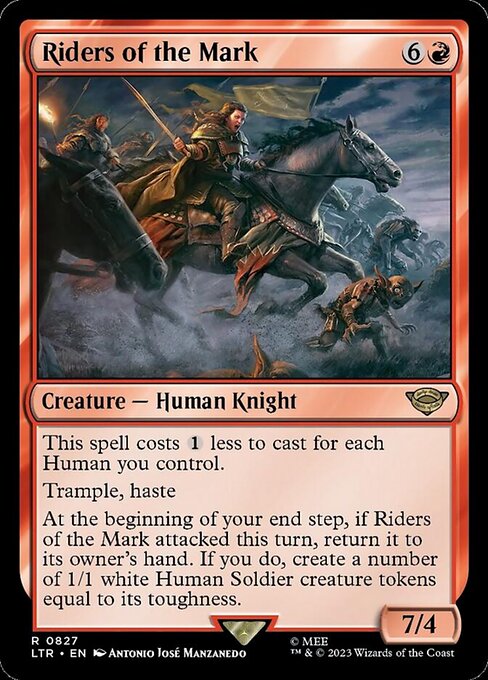 Riders of the Mark 6
Creature — Human Knight
This spell costs 1 less to cast for each
Human you control.
Trample, haste
At the beginning of your end step, if Riders
of the Mark attacked this turn, return it to
its owner's hand. If you do, create a number
of 1/1 white Human Soldier creature tokens
equal to its toughness.
7/4
R 0827
LTR • EN Antonio José Manzanedo
© MEE
™ & © 2023 Wizards of the Coast